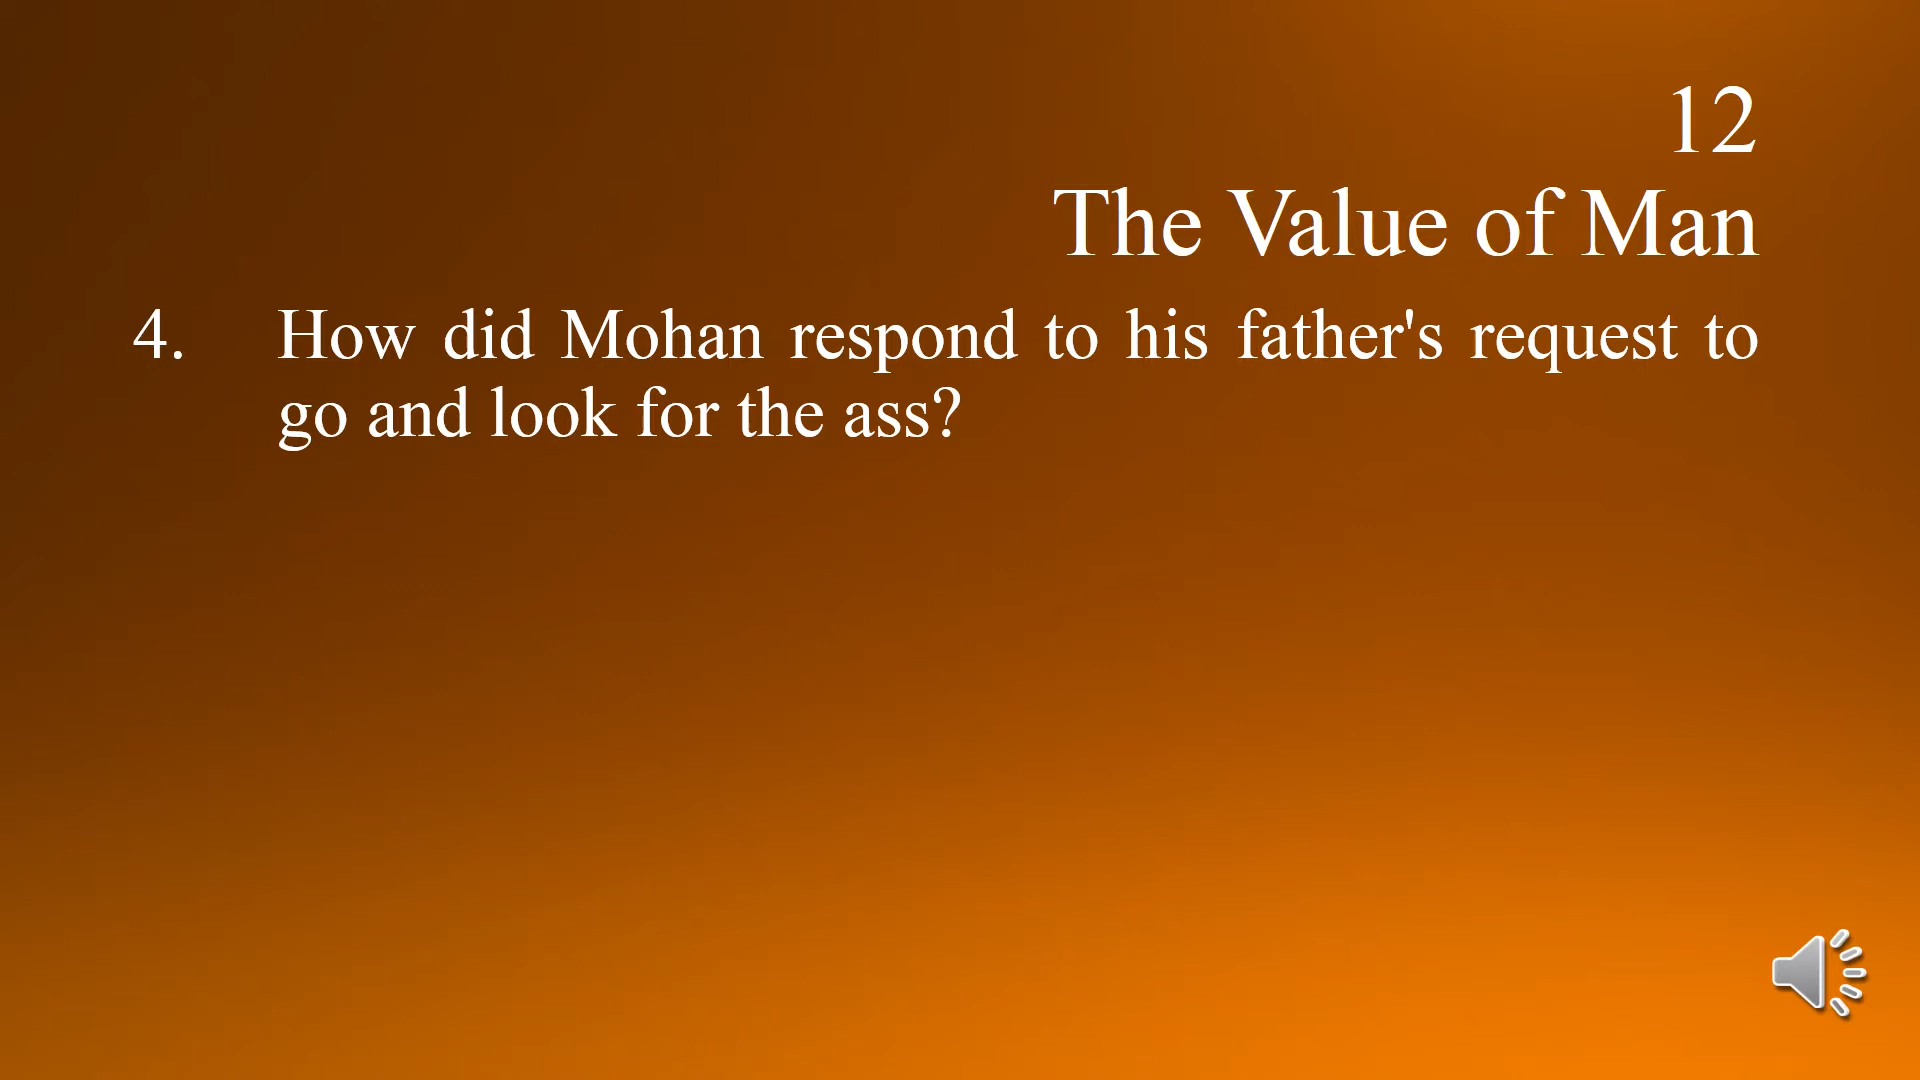 12
The Value of Man
4. How did Mohan respond to his father's request to
go and look for the ass?